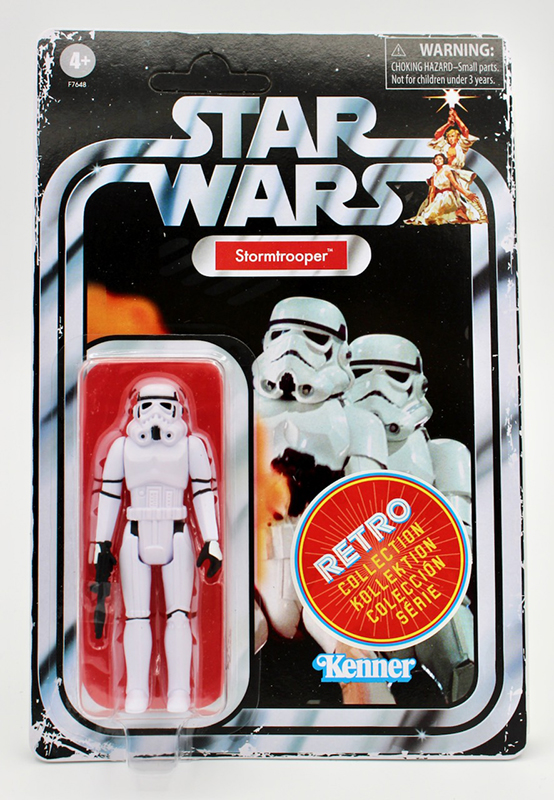 4+
F7648
WARNING:
CHOKING HAZARD–Small parts.
Not for children under 3 years.
STAR
WARS
Stormtrooper™
RETRO
COLLECTION
KOLLEKTION
COLECCIÓN
SÉRIE
Kenner